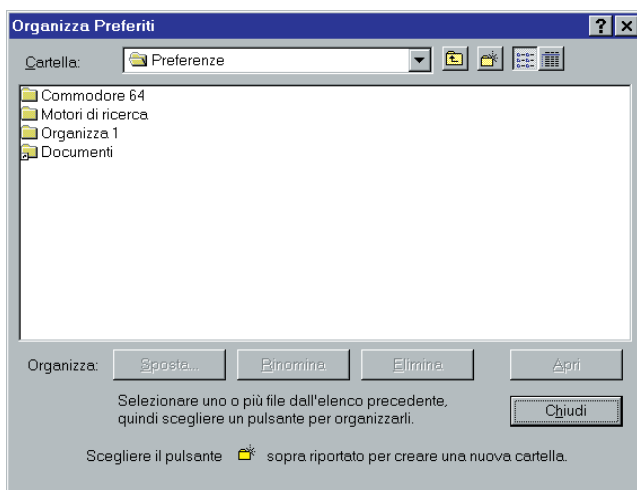 Organizza Preferiti
Cartella: Preferenze
Commodore 64
Motori di ricerca
Organizza 1
Documenti
Organizza: Sposta... Rinomina Elimina Apri
Selezionare uno o più file dall'elenco precedente,
quindi scegliere un pulsante per organizzarli.
Chiudi
Scegliere il pulsante sopra riportato per creare una nuova cartella.